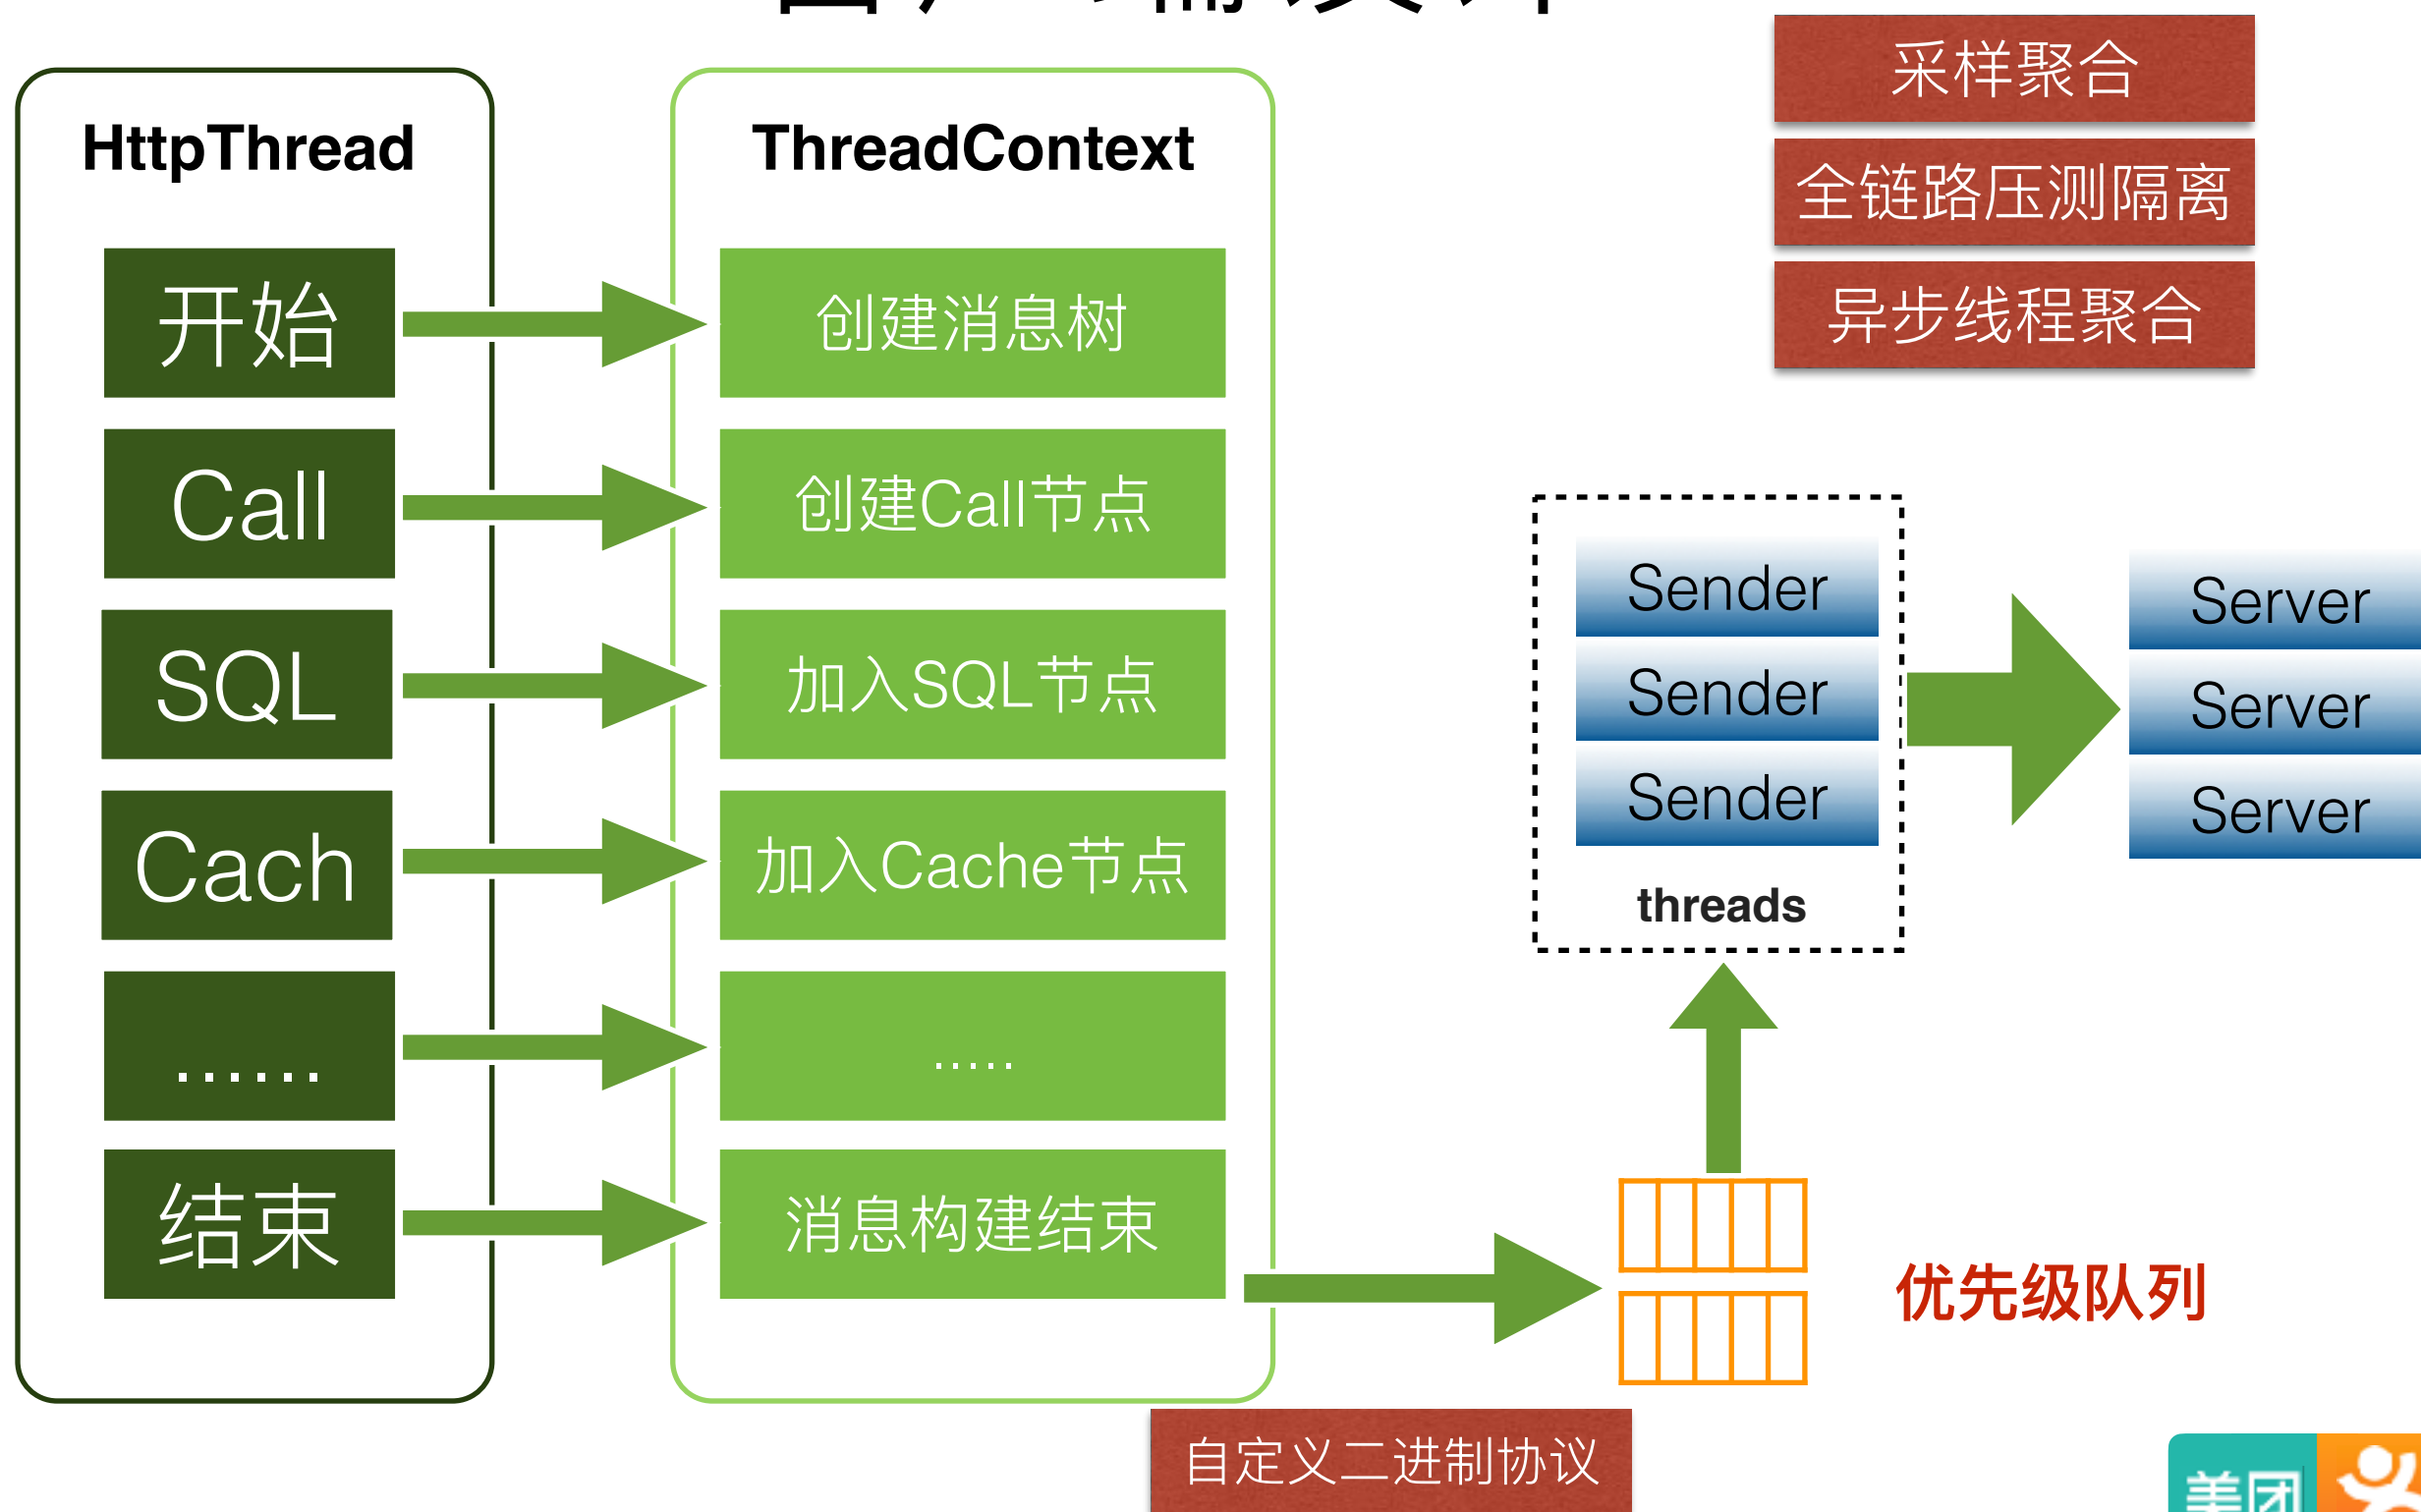 HttpThread
开始
Call
SQL
Cach
......
结束
ThreadContext
创建消息树
创建Call节点
加入SQL节点
加入Cache节点
.....
消息构建结束
采样聚合
全链路压测隔离
异步线程聚合
Sender
Sender
Sender
threads
Server
Server
Server
优先级队列
自定义二进制协议
美团